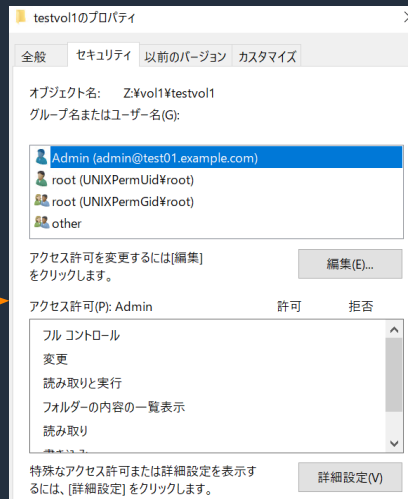 testvol1のプロパティ
全般 セキュリティ 以前のバージョン カスタマイズ
オブジェクト名: Z:¥vol1¥testvol1
グループ名またはユーザー名(G):
Admin (admin@test01.example.com)
root (UNIXPermUid¥root)
root (UNIXPermGid¥root)
other
アクセス許可を変更するには[編集]
をクリックします。
編集(E)...
アクセス許可(P): Admin 許可 拒否
フル コントロール
変更
読み取りと実行
フォルダーの内容の一覧表示
読み取り
特殊なアクセス許可または詳細設定を表示す
るには、[詳細設定] をクリックします。
詳細設定(V)